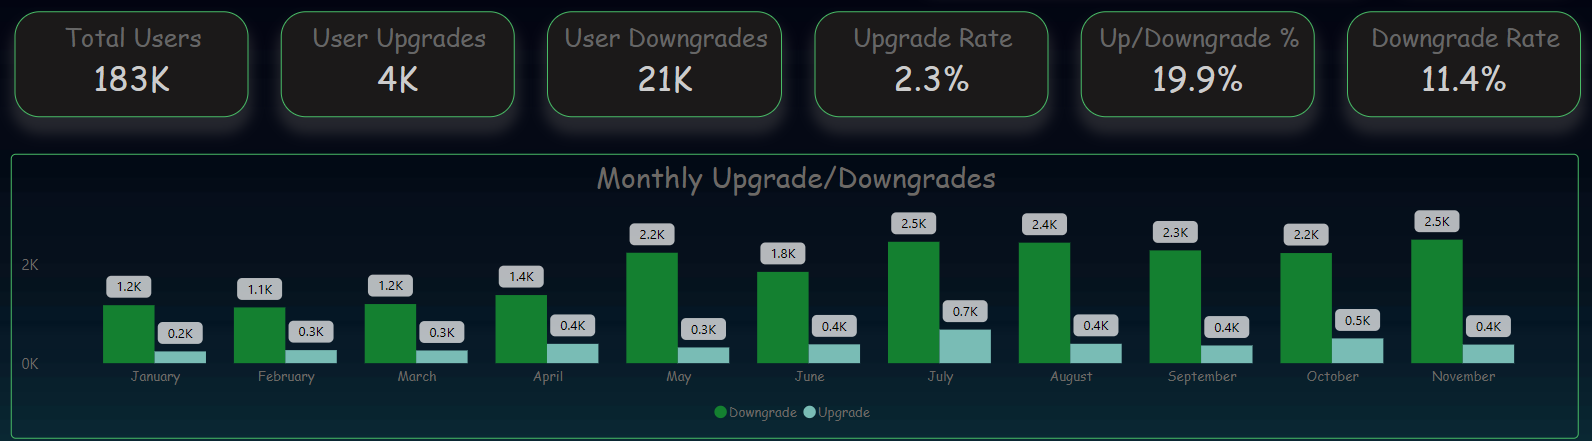 Total Users
183K
User Upgrades
4K
User Downgrades
21K
Upgrade Rate
2.3%
Up/Downgrade %
19.9%
Downgrade Rate
11.4%
Monthly Upgrade/Downgrades
2K
0K
1.2K
0.2K
1.1K
0.3K
1.2K
0.3K
1.4K
0.4K
2.2K
0.3K
1.8K
0.4K
2.5K
0.7K
2.4K
0.4K
2.3K
0.4K
2.2K
0.5K
2.5K
0.4K
January
February
March
April
May
June
July
August
September
October
November
Downgrade
Upgrade